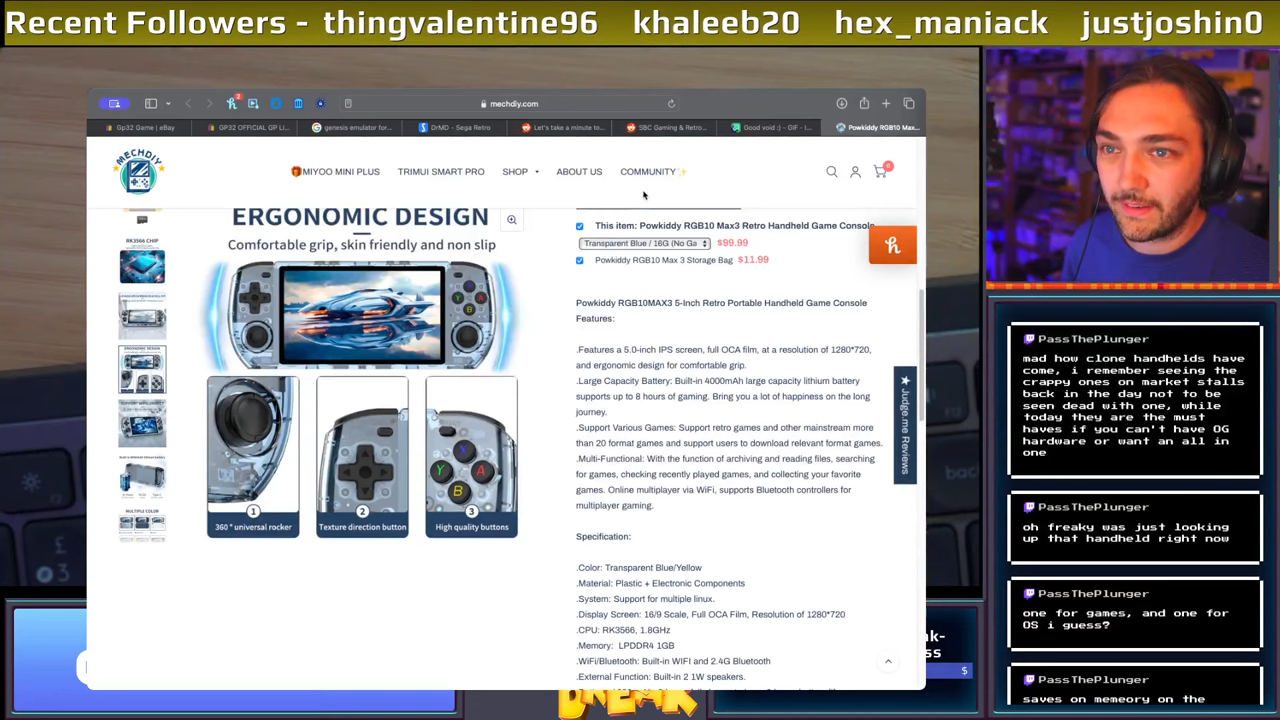 Recent Followers - thingvalentine96 khaleeb20 hex_maniack justjoshin0
2
mechdiy.com
Gp32 Game | eBay
GP32 OFFICIAL GP LI...
genesis emulator for...
DrMD - Sega Retro
Let's take a minute to...
SBC Gaming & Retro...
Good void :) - GIF - I...
Powkiddy RGB10 Max...
MECHDIY
🎁MIYOO MINI PLUS
TRIMUI SMART PRO
SHOP
ABOUT US
COMMUNITY✨
0
ERGONOMIC DESIGN
Comfortable grip, skin friendly and non slip
RK3566 CHIP
ERGONOMIC DESIGN
MULTIPLE COLOR
X
Y
A
B
1
360° universal rocker
2
Texture direction button
3
High quality buttons
This item: Powkiddy RGB10 Max3 Retro Handheld Game Console
Transparent Blue / 16G (No Ga
$99.99
Powkiddy RGB10 Max 3 Storage Bag $11.99
Powkiddy RGB10MAX3 5-Inch Retro Portable Handheld Game Console
Features:
.Features a 5.0-inch IPS screen, full OCA film, at a resolution of 1280*720,
and ergonomic design for comfortable grip.
.Large Capacity Battery: Built-in 4000mAh large capacity lithium battery
supports up to 8 hours of gaming. Bring you a lot of happiness on the long
journey.
.Support Various Games: Support retro games and other mainstream more
than 20 format games and support users to download relevant format games.
.Multi-Functional: With the function of archiving and reading files, searching
for games, checking recently played games, and collecting your favorite
games. Online multiplayer via WiFi, supports Bluetooth controllers for
multiplayer gaming.
Specification:
.Color: Transparent Blue/Yellow
.Material: Plastic + Electronic Components
.System: Support for multiple linux.
.Display Screen: 16/9 Scale, Full OCA Film, Resolution of 1280*720
.CPU: RK3566, 1.8GHz
.Memory: LPDDR4 1GB
.WiFi/Bluetooth: Built-in WIFI and 2.4G Bluetooth
.External Function: Built-in 2 1W speakers.
★ Judge.me Reviews
PassThePlunger
mad how clone handhelds have
come, i remember seeing the
crappy ones on market stalls
back in the day not to be
seen dead with one, while
today they are the must
haves if you can't have OG
hardware or want an all in
one
PassThePlunger
oh freaky was just looking
up that handheld right now
PassThePlunger
one for games, and one for
OS i guess?
PassThePlunger
saves on memeory on the
$